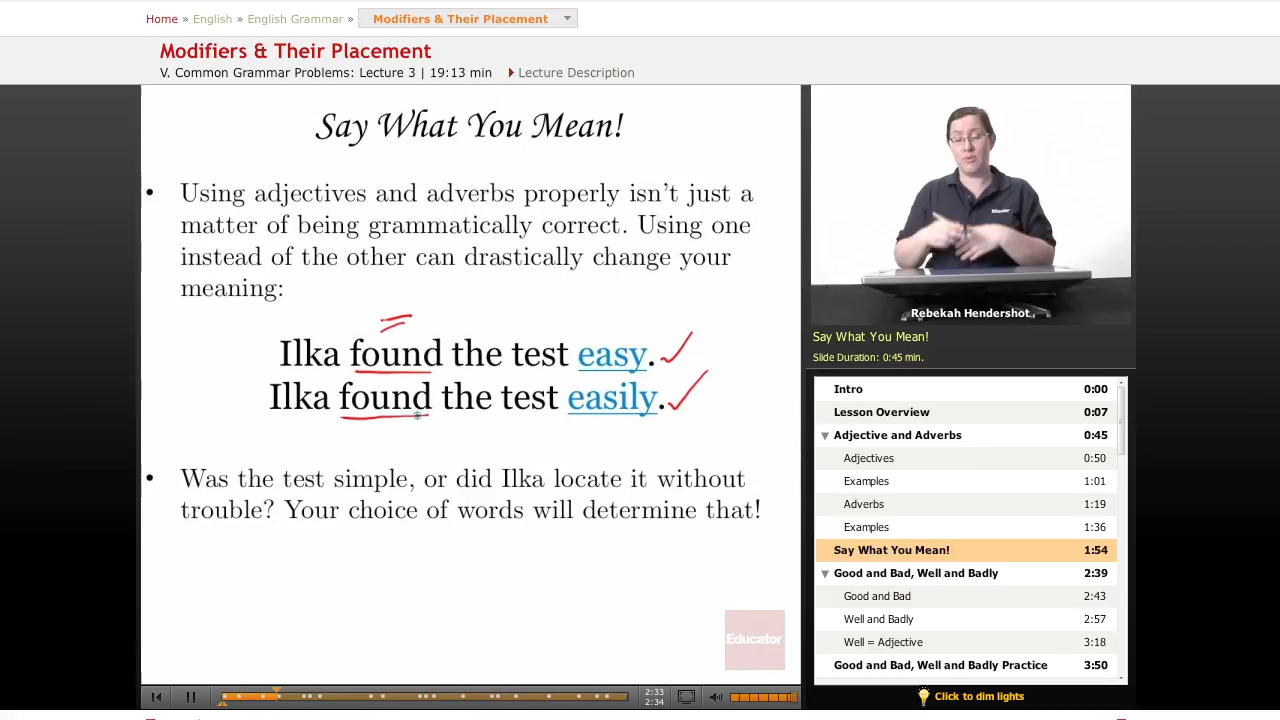 Home » English » English Grammar » Modifiers & Their Placement
Modifiers & Their Placement
V. Common Grammar Problems: Lecture 3 | 19:13 min Lecture Description
Say What You Mean!
• Using adjectives and adverbs properly isn't just a
matter of being grammatically correct. Using one
instead of the other can drastically change your
meaning:
Ilka found the test easy.
Ilka found the test easily.
• Was the test simple, or did Ilka locate it without
trouble? Your choice of words will determine that!
Educator
Educator
Rebekah Hendershot
Say What You Mean!
Slide Duration: 0:45 min.
Intro 0:00
Lesson Overview 0:07
Adjective and Adverbs 0:45
Adjectives 0:50
Examples 1:01
Adverbs 1:19
Examples 1:36
Say What You Mean! 1:54
Good and Bad, Well and Badly 2:39
Good and Bad 2:43
Well and Badly 2:57
Well = Adjective 3:18
Good and Bad, Well and Badly Practice 3:50
2:33
2:34
Click to dim lights